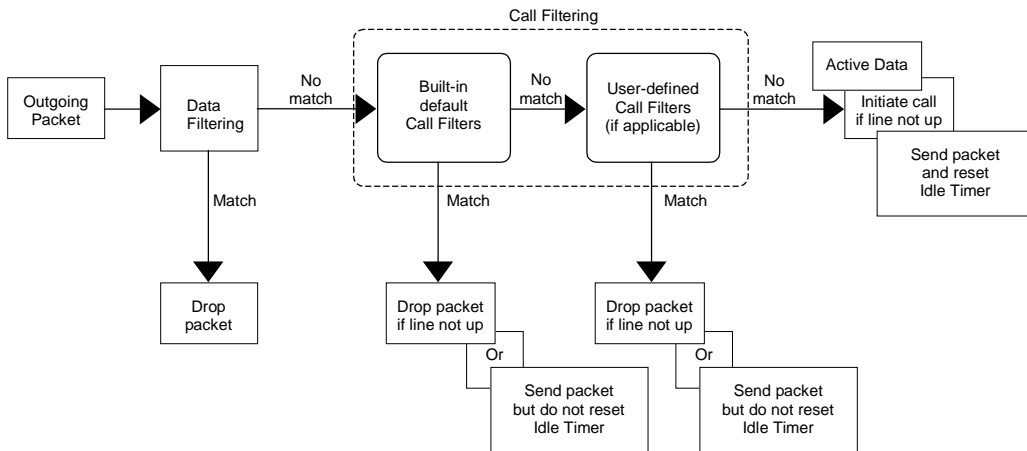 Call Filtering
Outgoing
Packet
Data
Filtering
No
match
Built-in
default
Call Filters
No
match
User-defined
Call Filters
(if applicable)
No
match
Active Data
Initiate call
if line not up
Send packet
and reset
Idle Timer
Match
Match
Match
Drop
packet
Drop packet
if line not up
Or
Send packet
but do not reset
Idle Timer
Drop packet
if line not up
Or
Send packet
but do not reset
Idle Timer